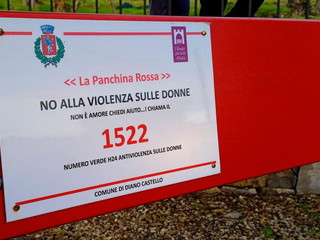 << La Panchina Rossa >>
NO ALLA VIOLENZA SULLE DONNE
NON È AMORE CHIEDI AIUTO...! CHIAMA IL
1522
NUMERO VERDE H24 ANTIVIOLENZA SULLE DONNE
COMUNE DI DIANO CASTELLO